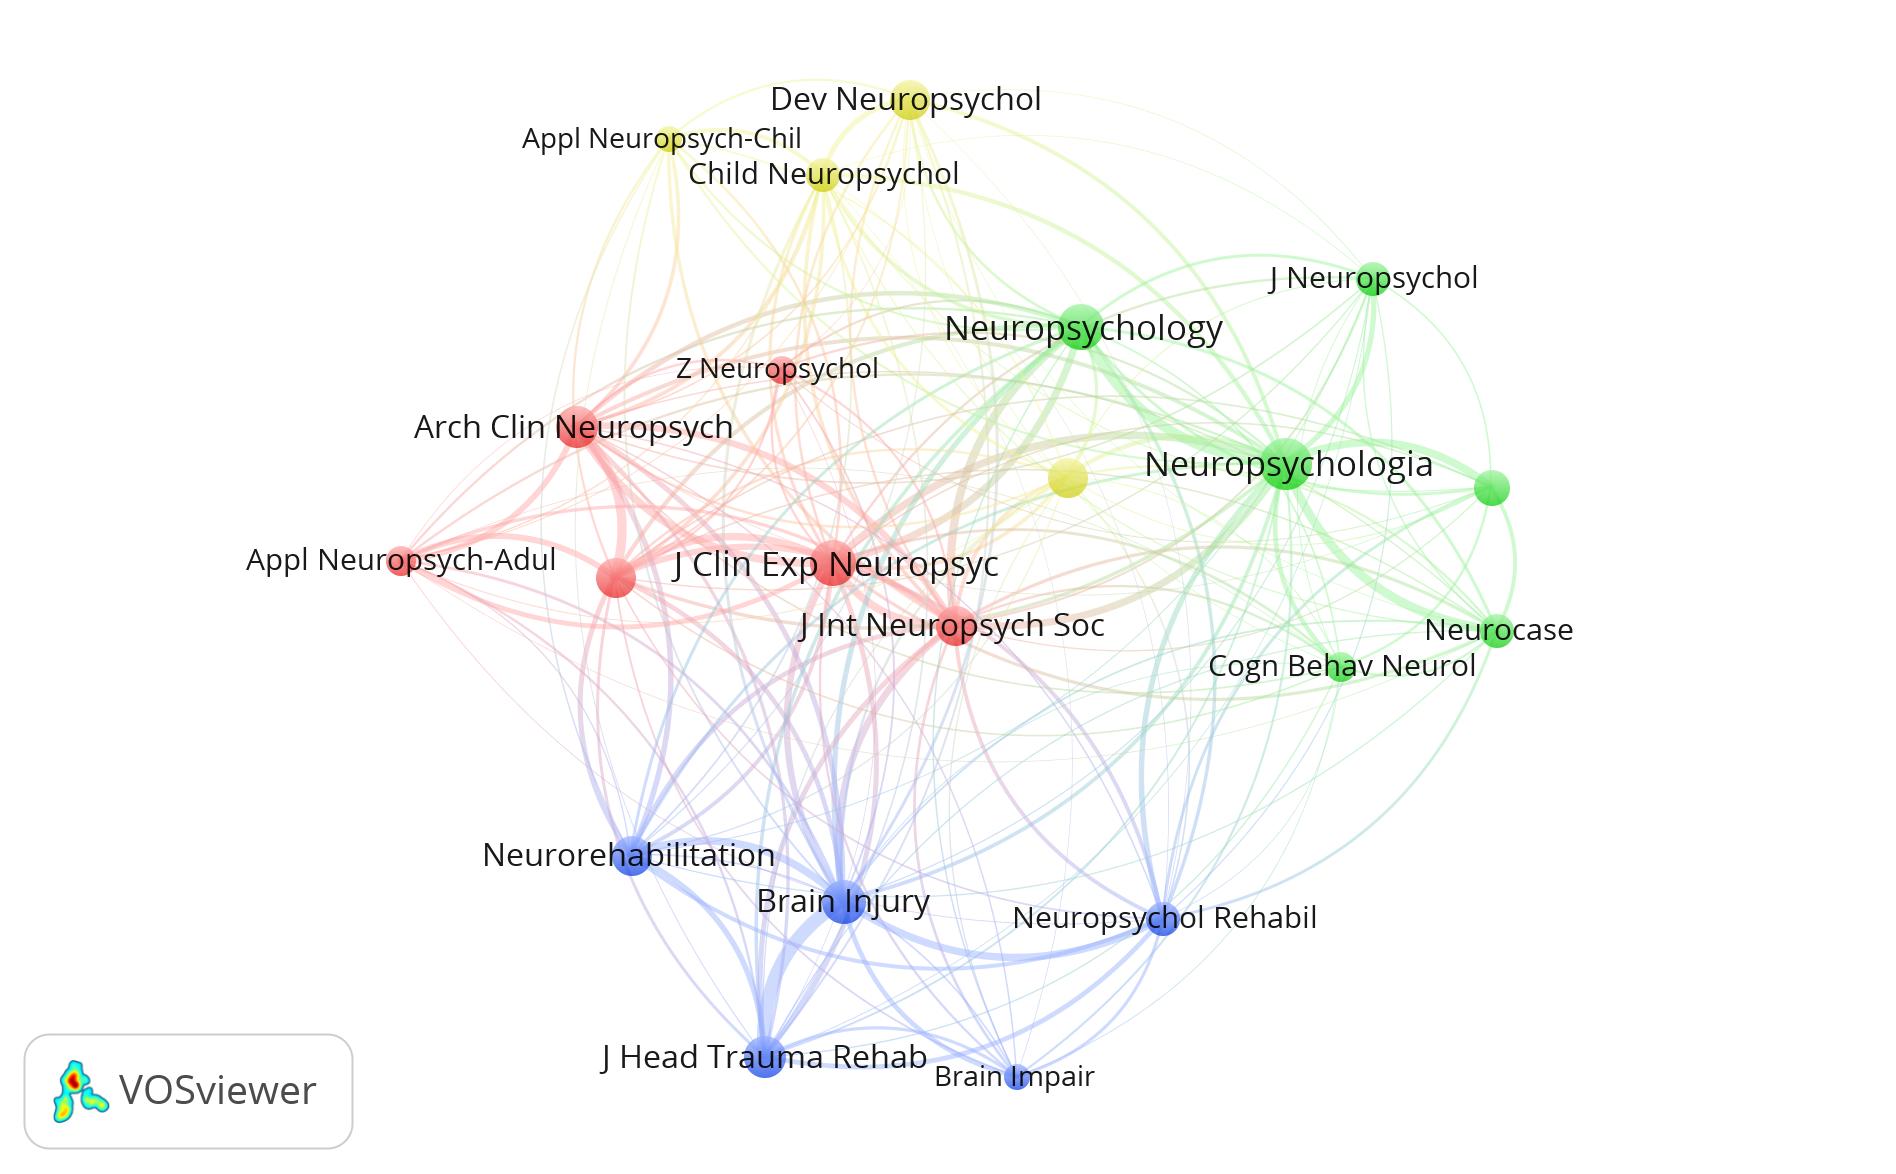 Dev Neuropsychol
Appl Neuropsych-Chil
Child Neuropsychol
J Neuropsychol
Neuropsychology
Z Neuropsychol
Arch Clin Neuropsych
Neuropsychologia
Appl Neuropsych-Adul
J Clin Exp Neuropsyc
J Int Neuropsych Soc
Neurocase
Cogn Behav Neurol
Neurorehabilitation
Brain Injury
Neuropsychol Rehabil
J Head Trauma Rehab
Brain Impair
VOSviewer